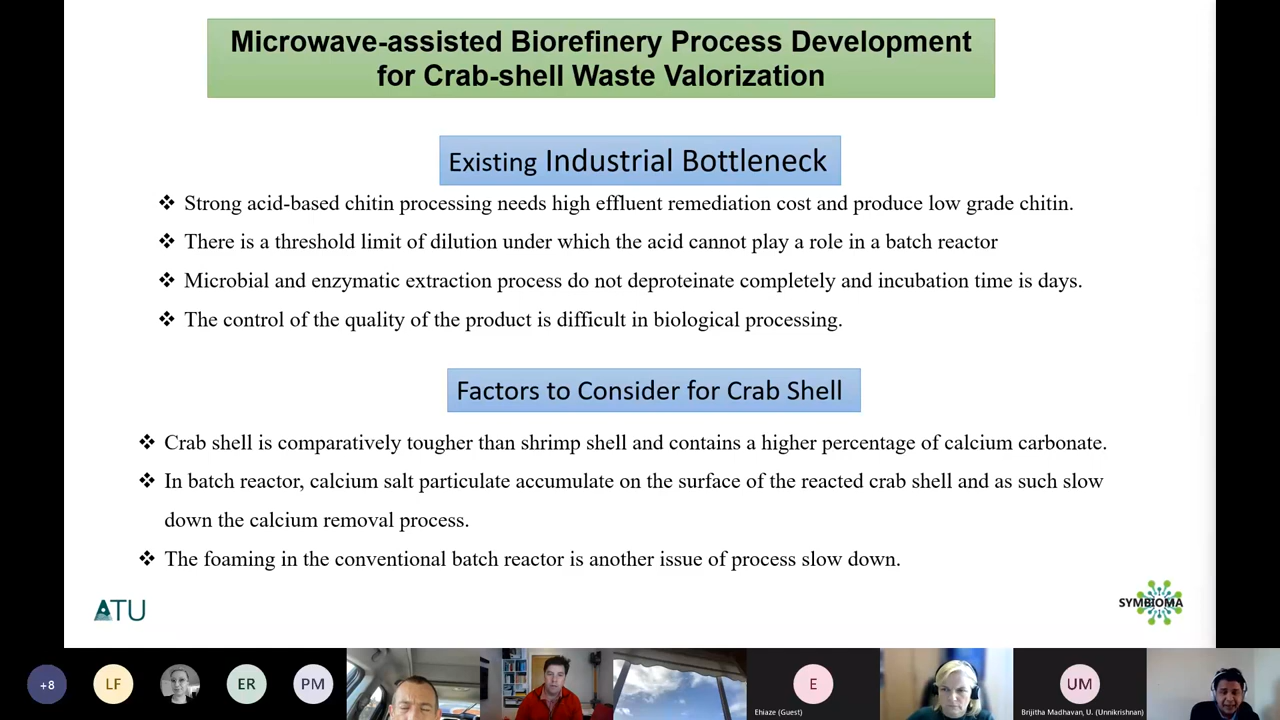 Microwave-assisted Biorefinery Process Development
for Crab-shell Waste Valorization
Existing Industrial Bottleneck
❖ Strong acid-based chitin processing needs high effluent remediation cost and produce low grade chitin.
❖ There is a threshold limit of dilution under which the acid cannot play a role in a batch reactor
❖ Microbial and enzymatic extraction process do not deproteinate completely and incubation time is days.
❖ The control of the quality of the product is difficult in biological processing.
Factors to Consider for Crab Shell
❖ Crab shell is comparatively tougher than shrimp shell and contains a higher percentage of calcium carbonate.
❖ In batch reactor, calcium salt particulate accumulate on the surface of the reacted crab shell and as such slow
down the calcium removal process.
❖ The foaming in the conventional batch reactor is another issue of process slow down.
ATU
SYMBIOMA
+8
LF
ER
PM
E
Ehiaze (Guest)
UM
Brijitha Madhavan, U. (Unnikrishnan)